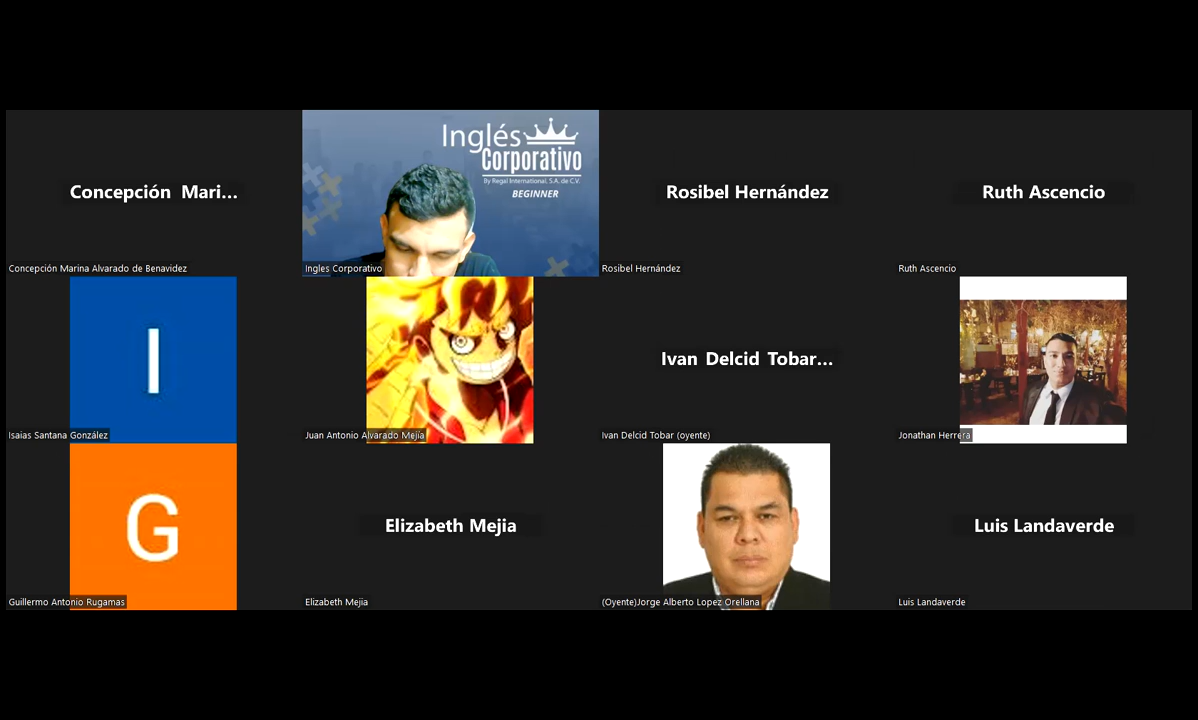 Concepción Mari...
Concepción Marina Alvarado de Benavidez
Inglés
Corporativo
By Regal International, S.A. de C.V.
BEGINNER
Ingles Corporativo
Rosibel Hernández
Rosibel Hernández
Ruth Ascencio
Ruth Ascencio
I
Isaias Santana González
Juan Antonio Alvarado Mejía
Ivan Delcid Tobar...
Ivan Delcid Tobar (oyente)
Jonathan Herrera
G
Guillermo Antonio Rugamas
Elizabeth Mejia
Elizabeth Mejia
(Oyente)Jorge Alberto Lopez Orellana
Luis Landaverde
Luis Landaverde